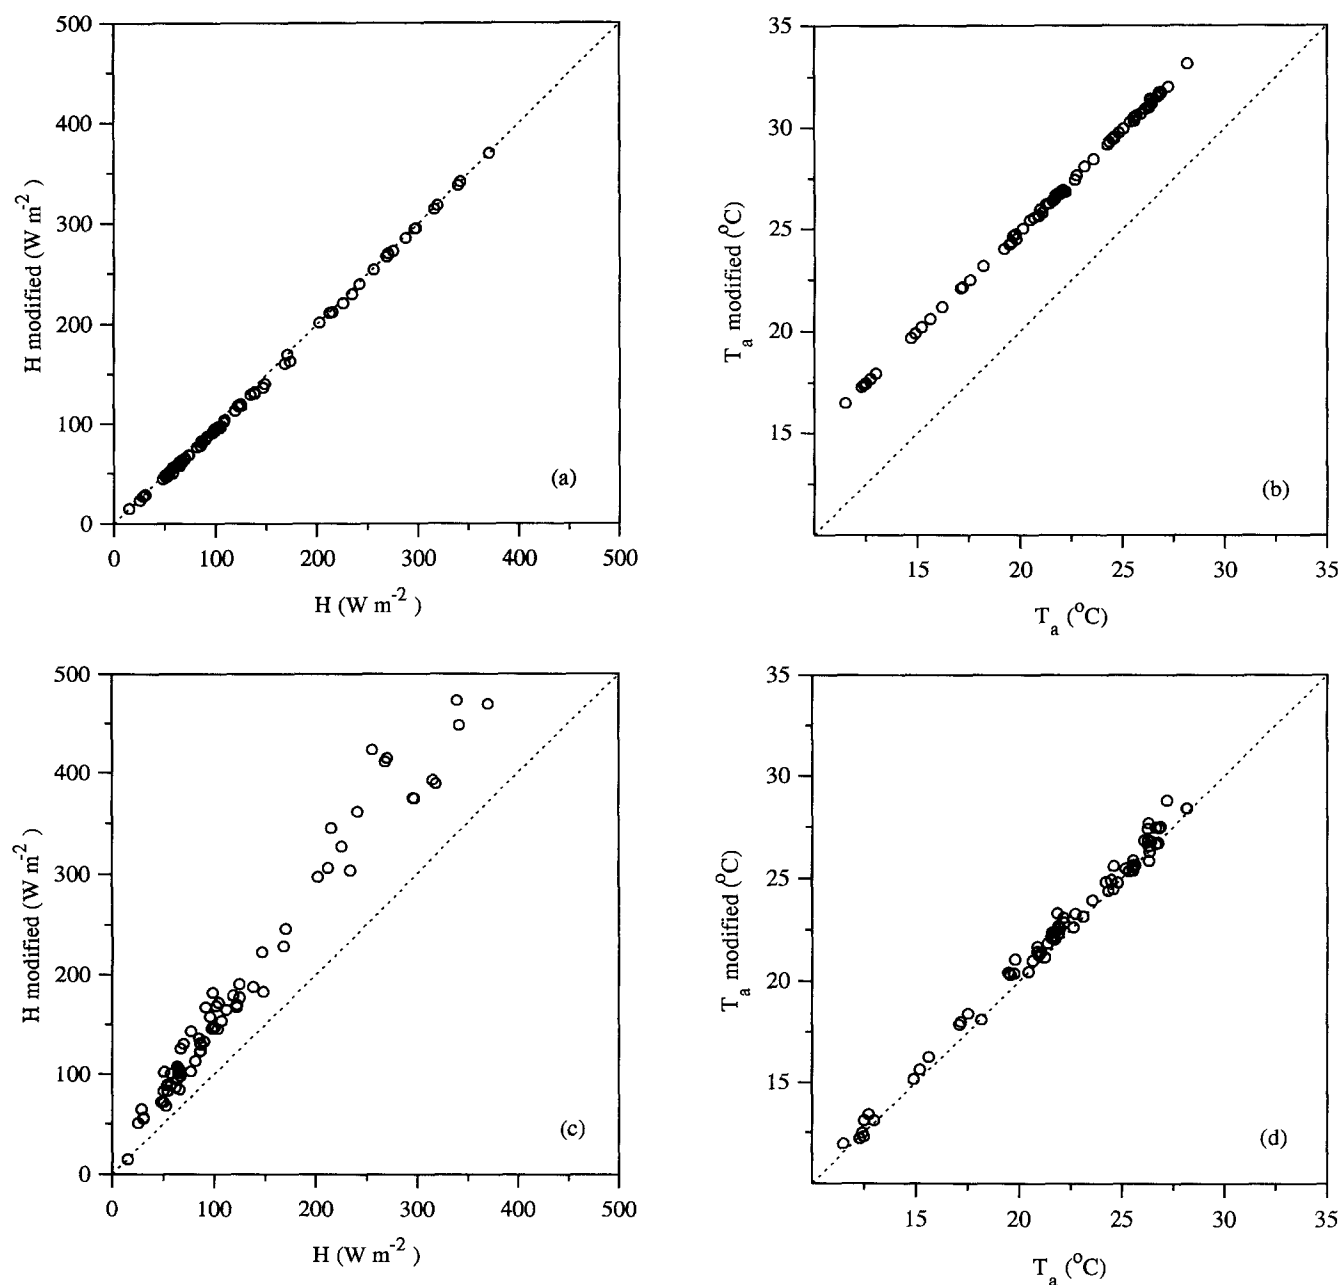 500
400
300
200
100
0
H modified (W m⁻²)
(a)
0 100 200 300 400 500
H (W m⁻² )
35
30
25
20
15
Tₐ modified (°C)
(b)
15 20 25 30 35
Tₐ (°C)
500
400
300
200
100
0
H modified (W m⁻²)
(c)
0 100 200 300 400 500
H (W m⁻² )
35
30
25
20
15
Tₐ modified (°C)
(d)
15 20 25 30 35
Tₐ (°C)